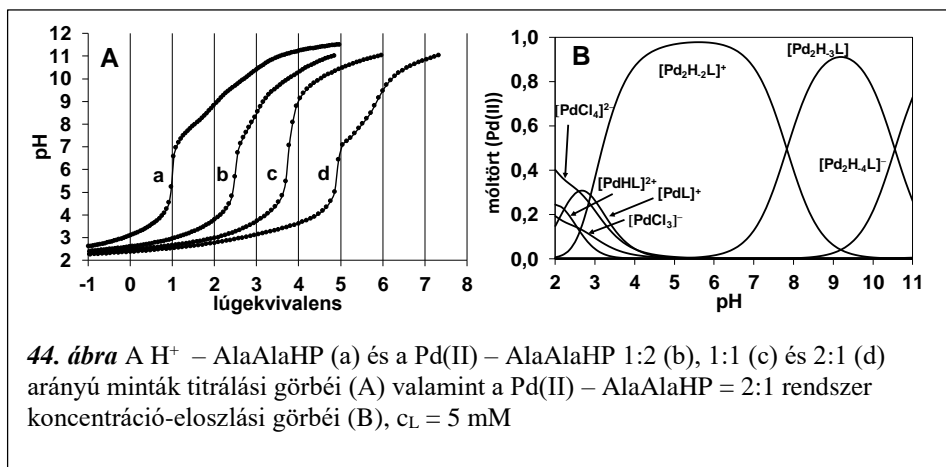 A
12
11
10
9
8
7
6
5
4
3
2
pH
a
b
c
d
-1 0 1 2 3 4 5 6 7 8
lúgekvivalens
B
1,0
0,8
0,6
0,4
0,2
0,0
móltört (Pd(II))
[PdCl₄]²⁻
[Pd₂H₋₂L]⁺
[Pd₂H₋₃L]
[PdHL]²⁺
[PdL]⁺
[PdCl₃]⁻
[Pd₂H₋₄L]⁻
2 3 4 5 6 7 8 9 10 11
pH
44. ábra A H⁺ – AlaAlaHP (a) és a Pd(II) – AlaAlaHP 1:2 (b), 1:1 (c) és 2:1 (d)
arányú minták titrálási görbéi (A) valamint a Pd(II) – AlaAlaHP = 2:1 rendszer
koncentráció-eloszlási görbéi (B), c_L = 5 mM